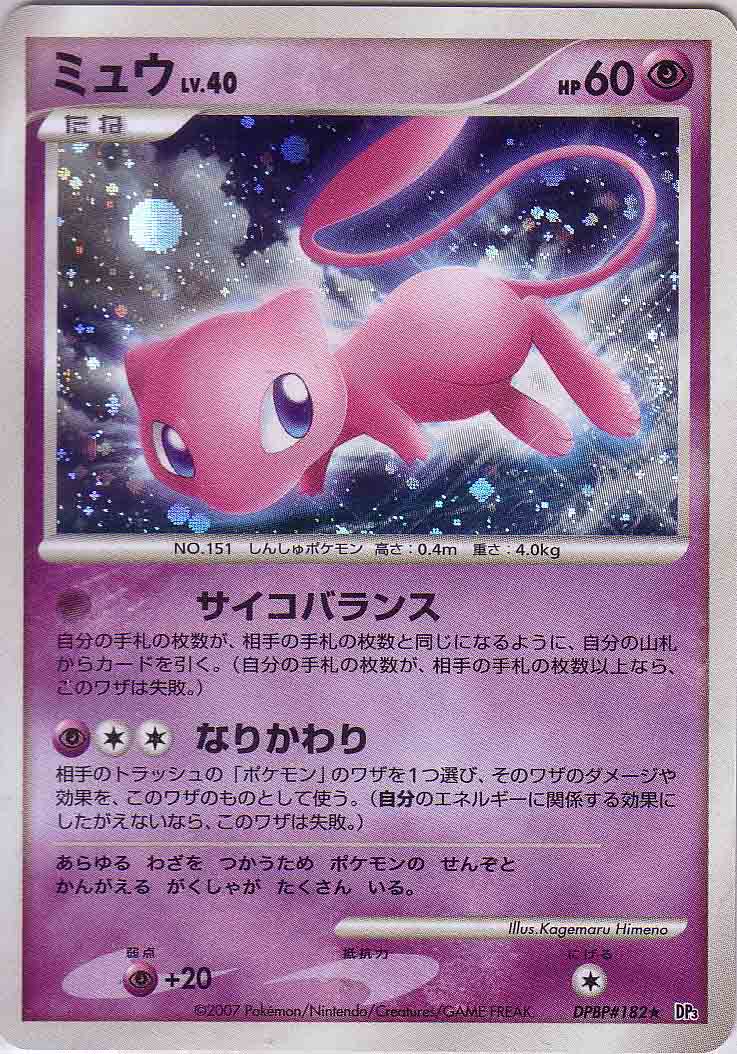 ミュウ LV.40 HP60
たね
NO.151 しんしゅポケモン 高さ:0.4m 重さ:4.0kg
サイコバランス
自分の手札の枚数が、相手の手札の枚数と同じになるように、自分の山札
からカードを引く。(自分の手札の枚数が、相手の手札の枚数以上なら、
このワザは失敗。)
なりかわり
相手のトラッシュの「ポケモン」のワザを1つ選び、そのワザのダメージや
効果を、このワザのものとして使う。(自分のエネルギーに関係する効果に
したがえないなら、このワザは失敗。)
あらゆる わざを つかうため ポケモンの せんぞと
かんがえる がくしゃが たくさん いる。
Illus.Kagemaru Himeno
弱点 抵抗力 にげる
+20
©2007 Pokémon/Nintendo/Creatures/GAME FREAK. DPBP#182★ DP3